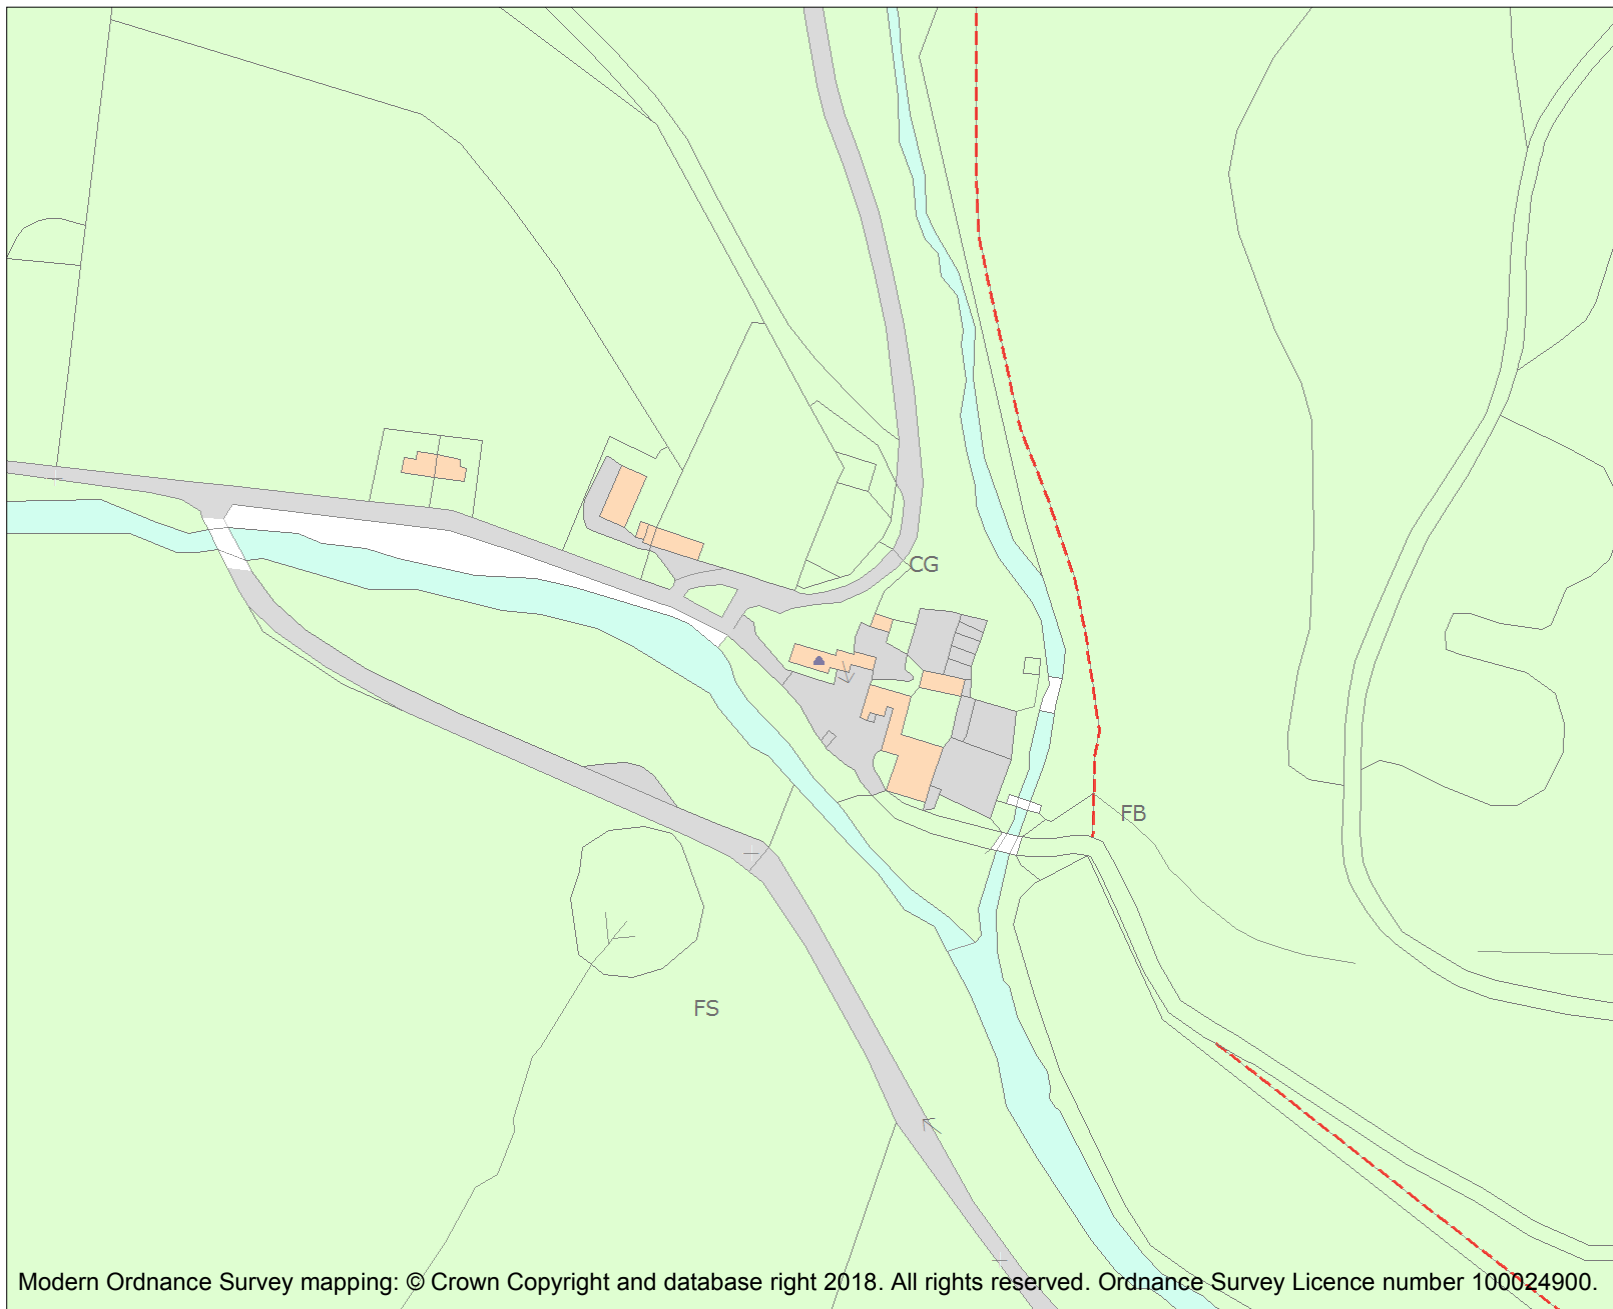 CG
FB
FS
Modern Ordnance Survey mapping: © Crown Copyright and database right 2018. All rights reserved. Ordnance Survey Licence number 100024900.